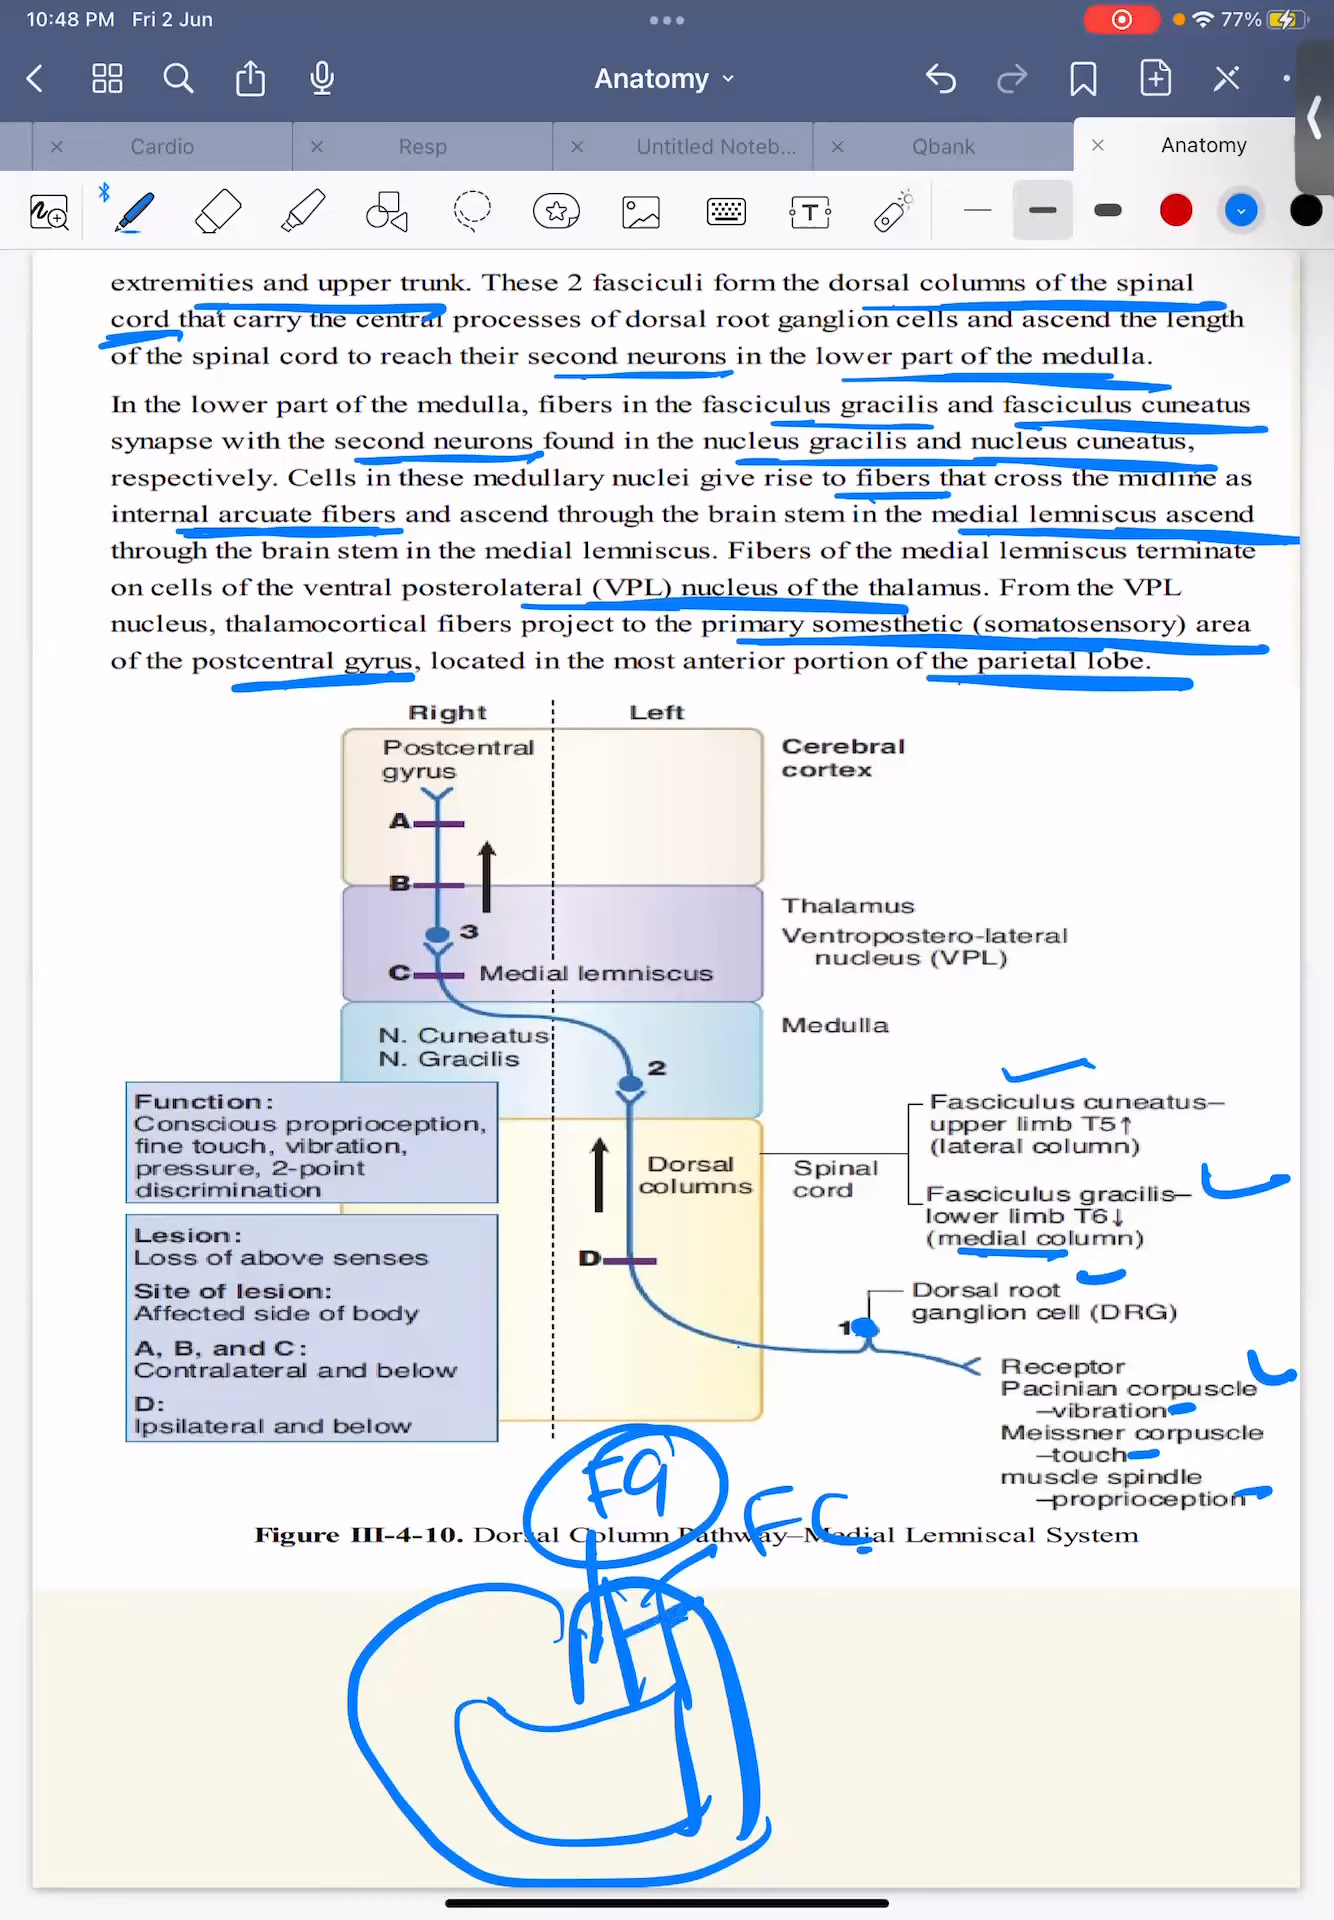 10:48 PM Fri 2 Jun
77%
Anatomy
Cardio
Resp
Untitled Noteb...
Qbank
Anatomy
extremities and upper trunk. These 2 fasciculi form the dorsal columns of the spinal
cord that carry the central processes of dorsal root ganglion cells and ascend the length
of the spinal cord to reach their second neurons in the lower part of the medulla.
In the lower part of the medulla, fibers in the fasciculus gracilis and fasciculus cuneatus
synapse with the second neurons found in the nucleus gracilis and nucleus cuneatus,
respectively. Cells in these medullary nuclei give rise to fibers that cross the midline as
internal arcuate fibers and ascend through the brain stem in the medial lemniscus ascend
through the brain stem in the medial lemniscus. Fibers of the medial lemniscus terminate
on cells of the ventral posterolateral (VPL) nucleus of the thalamus. From the VPL
nucleus, thalamocortical fibers project to the primary somesthetic (somatosensory) area
of the postcentral gyrus, located in the most anterior portion of the parietal lobe.
Right
Left
Postcentral
gyrus
Cerebral
cortex
A
B
3
Thalamus
Ventropostero-lateral
nucleus (VPL)
C
Medial lemniscus
N. Cuneatus
N. Gracilis
Medulla
2
Function:
Conscious proprioception,
fine touch, vibration,
pressure, 2-point
discrimination
Dorsal
columns
Spinal
cord
Fasciculus cuneatus–
upper limb T5↑
(lateral column)
Fasciculus gracilis–
lower limb T6↓
(medial column)
Lesion:
Loss of above senses
Site of lesion:
Affected side of body
A, B, and C:
Contralateral and below
D:
Ipsilateral and below
D
Dorsal root
ganglion cell (DRG)
1
Receptor
Pacinian corpuscle
–vibration
Meissner corpuscle
–touch
muscle spindle
–proprioception
Fg
FC
Figure III-4-10. Dorsal Column Pathway–Medial Lemniscal System